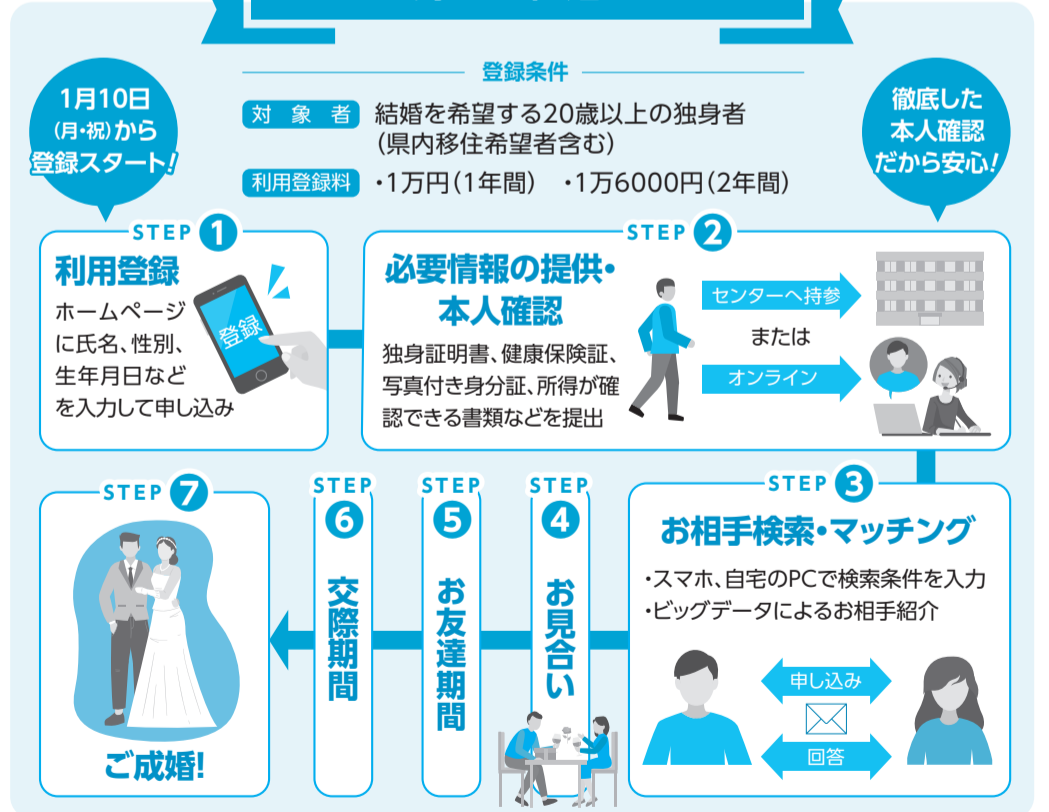 登録条件
1月10日
(月・祝)から
登録スタート!
対象者 結婚を希望する20歳以上の独身者
(県内移住希望者含む)
利用登録料 ・1万円(1年間) ・1万6000円(2年間)
徹底した
本人確認
だから安心!
STEP 1
利用登録
ホームページ
に氏名、性別、
生年月日など
を入力して申し込み
登録
STEP 2
必要情報の提供・
本人確認
独身証明書、健康保険証、
写真付き身分証、所得が確
認できる書類などを提出
センターへ持参
または
オンライン
STEP 3
お相手検索・マッチング
・スマホ、自宅のPCで検索条件を入力
・ビッグデータによるお相手紹介
申し込み
回答
STEP 4
お見合い
STEP 5
お友達期間
STEP 6
交際期間
STEP 7
ご成婚!